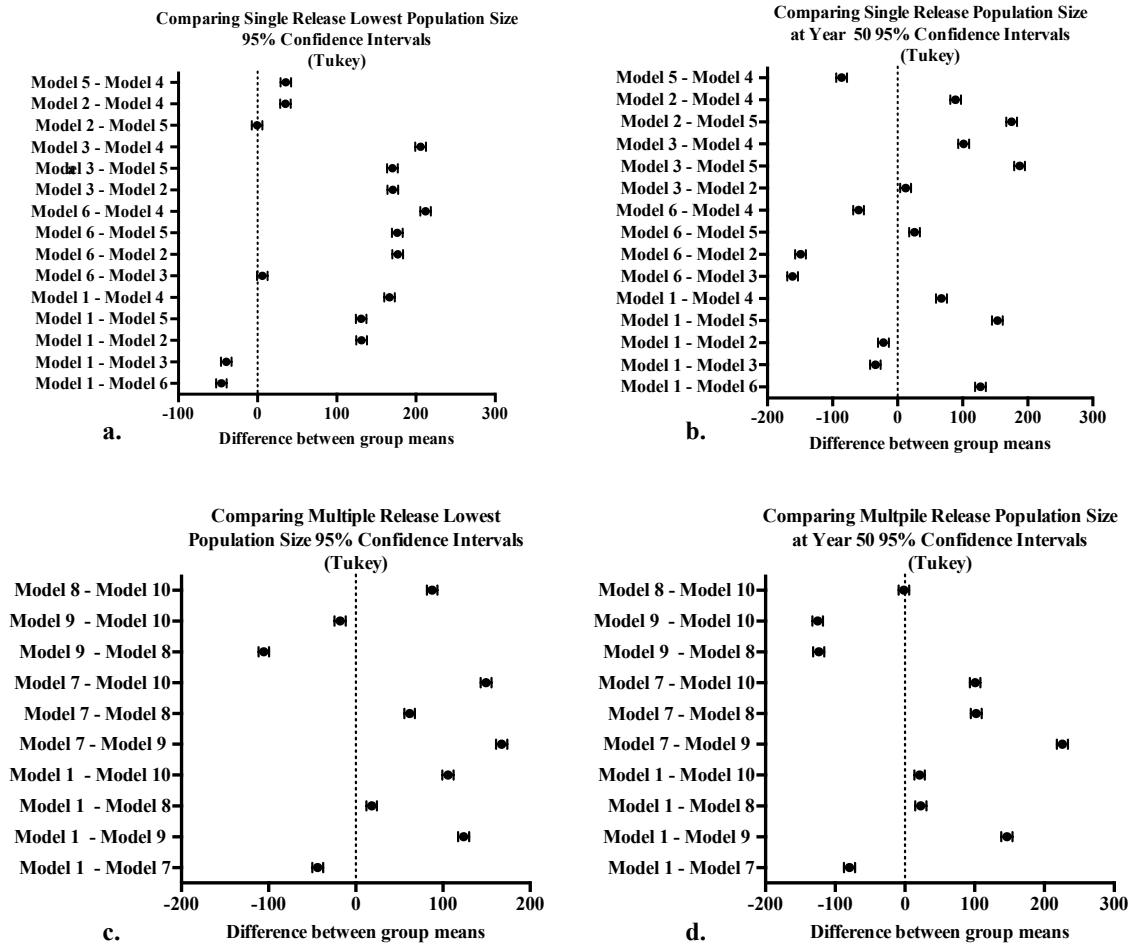 Comparing Single Release Lowest Population Size
95% Confidence Intervals
(Tukey)
Model 5 - Model 4
Model 2 - Model 4
Model 2 - Model 5
Model 3 - Model 4
Model 3 - Model 5
Model 3 - Model 2
Model 6 - Model 4
Model 6 - Model 5
Model 6 - Model 2
Model 6 - Model 3
Model 1 - Model 4
Model 1 - Model 5
Model 1 - Model 2
Model 1 - Model 3
Model 1 - Model 6
-100 0 100 200 300
a.
Difference between group means
Comparing Single Release Population Size
at Year 50 95% Confidence Intervals
(Tukey)
Model 5 - Model 4
Model 2 - Model 4
Model 2 - Model 5
Model 3 - Model 4
Model 3 - Model 5
Model 3 - Model 2
Model 6 - Model 4
Model 6 - Model 5
Model 6 - Model 2
Model 6 - Model 3
Model 1 - Model 4
Model 1 - Model 5
Model 1 - Model 2
Model 1 - Model 3
Model 1 - Model 6
-200 -100 0 100 200 300
b.
Difference between group means
Comparing Multiple Release Lowest
Population Size 95% Confidence Intervals
(Tukey)
Model 8 - Model 10
Model 9 - Model 10
Model 9 - Model 8
Model 7 - Model 10
Model 7 - Model 8
Model 7 - Model 9
Model 1 - Model 10
Model 1 - Model 8
Model 1 - Model 9
Model 1 - Model 7
-200 -100 0 100 200
c.
Difference between group means
Comparing Multpile Release Population Size
at Year 50 95% Confidence Intervals
(Tukey)
Model 8 - Model 10
Model 9 - Model 10
Model 9 - Model 8
Model 7 - Model 10
Model 7 - Model 8
Model 7 - Model 9
Model 1 - Model 10
Model 1 - Model 8
Model 1 - Model 9
Model 1 - Model 7
-200 -100 0 100 200 300
d.
Difference between group means